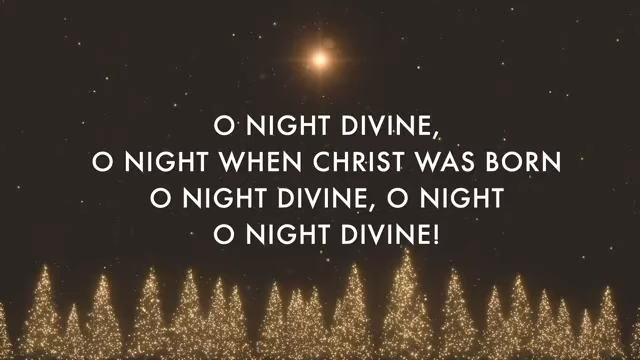 O NIGHT DIVINE,
O NIGHT WHEN CHRIST WAS BORN
O NIGHT DIVINE, O NIGHT
O NIGHT DIVINE!